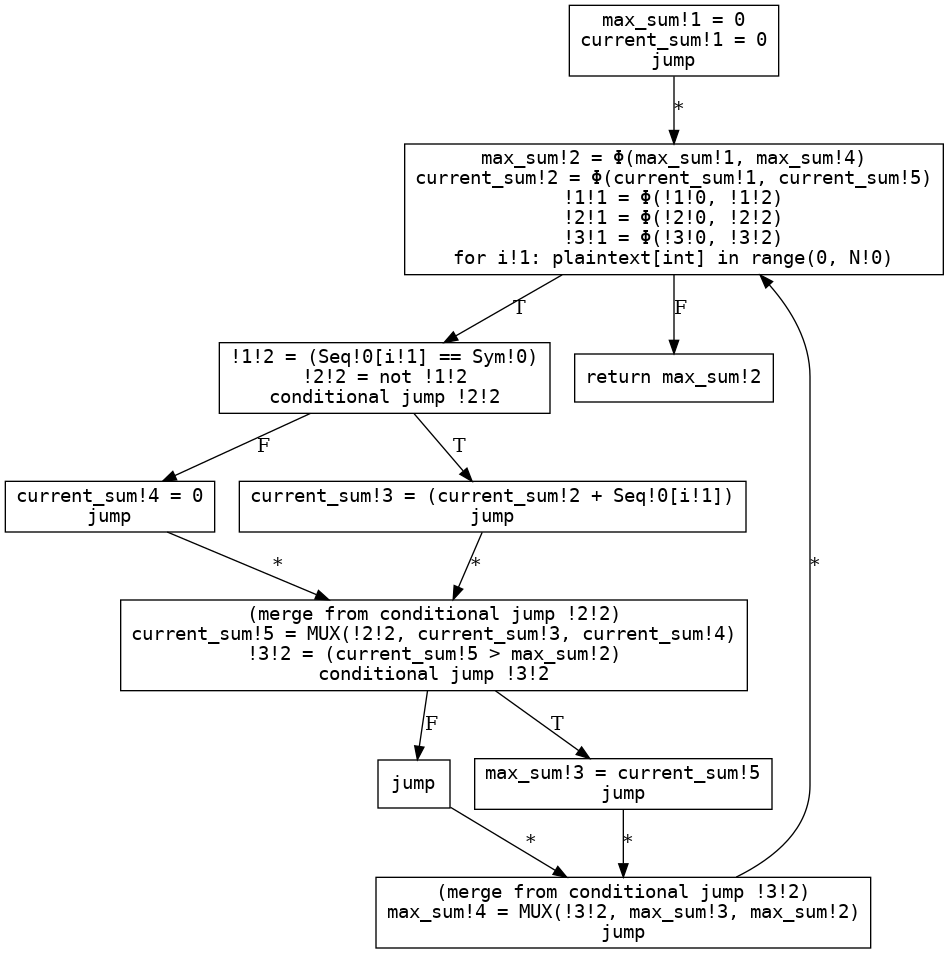 max_sum!1 = 0
current_sum!1 = 0
jump
*
max_sum!2 = Φ(max_sum!1, max_sum!4)
current_sum!2 = Φ(current_sum!1, current_sum!5)
!1!1 = Φ(!1!0, !1!2)
!2!1 = Φ(!2!0, !2!2)
!3!1 = Φ(!3!0, !3!2)
for i!1: plaintext[int] in range(0, N!0)
T
F
!1!2 = (Seq!0[i!1] == Sym!0)
!2!2 = not !1!2
conditional jump !2!2
return max_sum!2
F
T
current_sum!4 = 0
jump
current_sum!3 = (current_sum!2 + Seq!0[i!1])
jump
*
*
*
(merge from conditional jump !2!2)
current_sum!5 = MUX(!2!2, current_sum!3, current_sum!4)
!3!2 = (current_sum!5 > max_sum!2)
conditional jump !3!2
F
T
jump
max_sum!3 = current_sum!5
jump
*
*
(merge from conditional jump !3!2)
max_sum!4 = MUX(!3!2, max_sum!3, max_sum!2)
jump